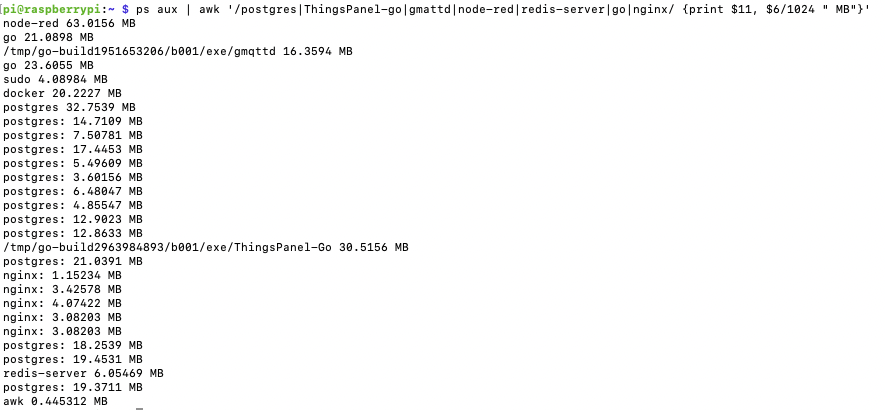 [pi@raspberrypi:~ $ ps aux | awk '/postgres|ThingsPanel-go|gmattd|node-red|redis-server|go|nginx/ {print $11, $6/1024 " MB"}'
node-red 63.0156 MB
go 21.0898 MB
/tmp/go-build1951653206/b001/exe/gmqttd 16.3594 MB
go 23.6055 MB
sudo 4.08984 MB
docker 20.2227 MB
postgres 32.7539 MB
postgres: 14.7109 MB
postgres: 7.50781 MB
postgres: 17.4453 MB
postgres: 5.49609 MB
postgres: 3.60156 MB
postgres: 6.48047 MB
postgres: 4.85547 MB
postgres: 12.9023 MB
postgres: 12.8633 MB
/tmp/go-build2963984893/b001/exe/ThingsPanel-Go 30.5156 MB
postgres: 21.0391 MB
nginx: 1.15234 MB
nginx: 3.42578 MB
nginx: 4.07422 MB
nginx: 3.08203 MB
nginx: 3.08203 MB
postgres: 18.2539 MB
postgres: 19.4531 MB
redis-server 6.05469 MB
postgres: 19.3711 MB
awk 0.445312 MB